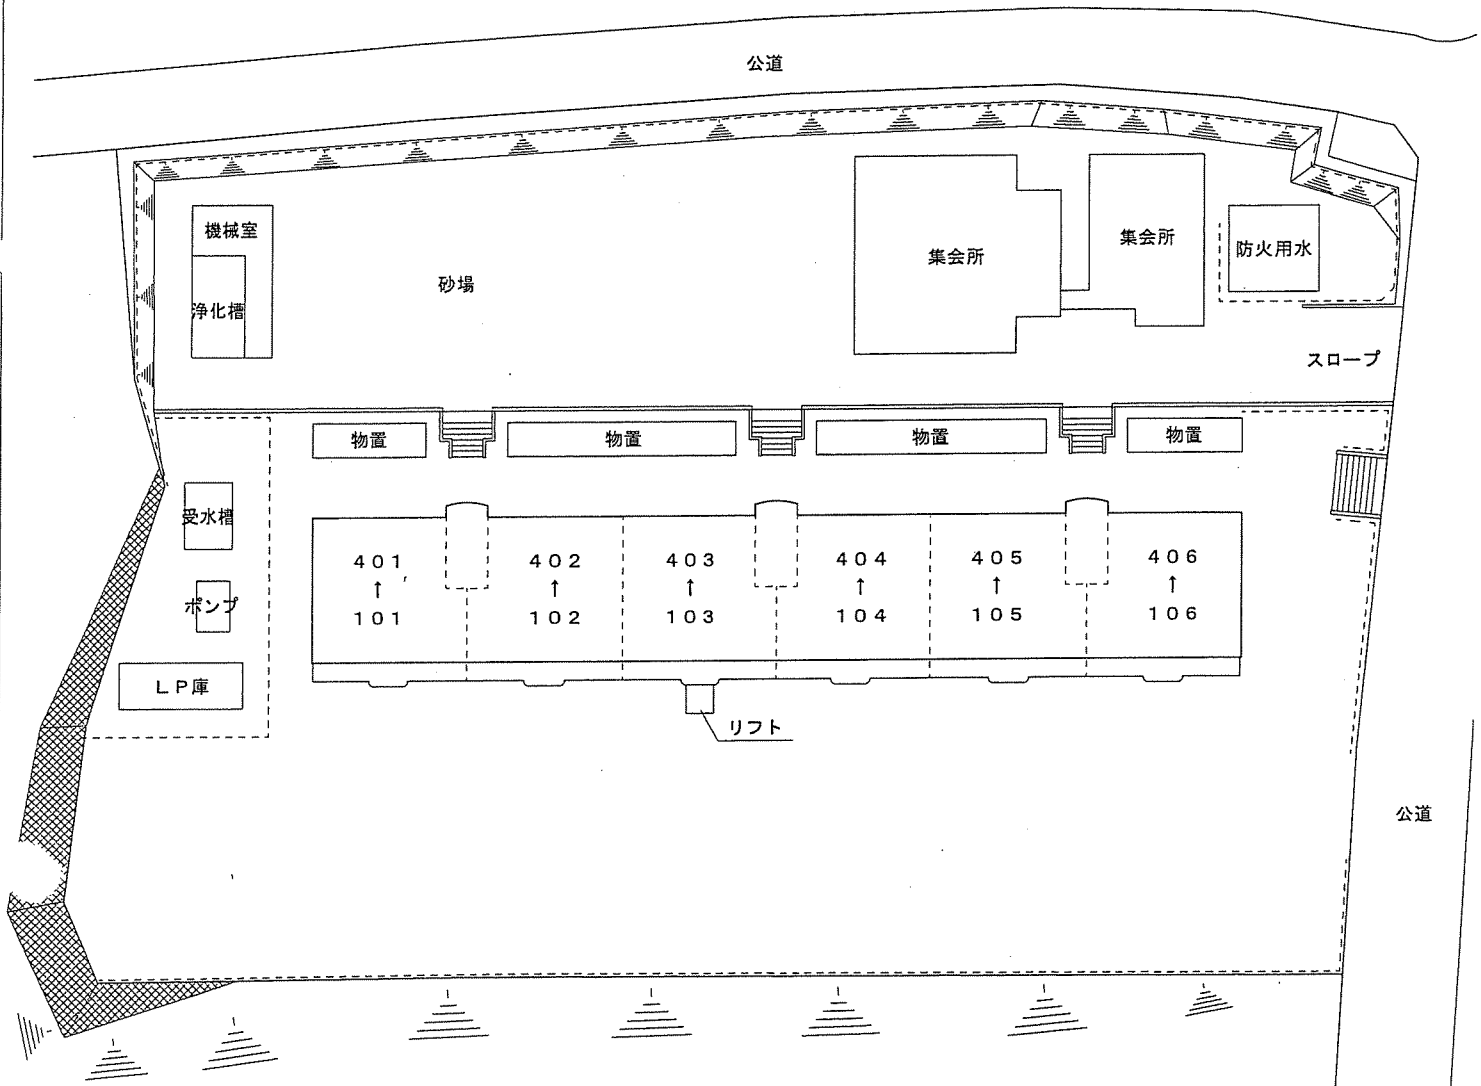 公道
機械室
浄化槽
砂場
集会所
集会所
防火用水
スロープ
物置
物置
物置
物置
受水槽
ポンプ
ＬＰ庫
４０１
↑
１０１
４０２
↑
１０２
４０３
↑
１０３
４０４
↑
１０４
４０５
↑
１０５
４０６
↑
１０６
リフト
公道